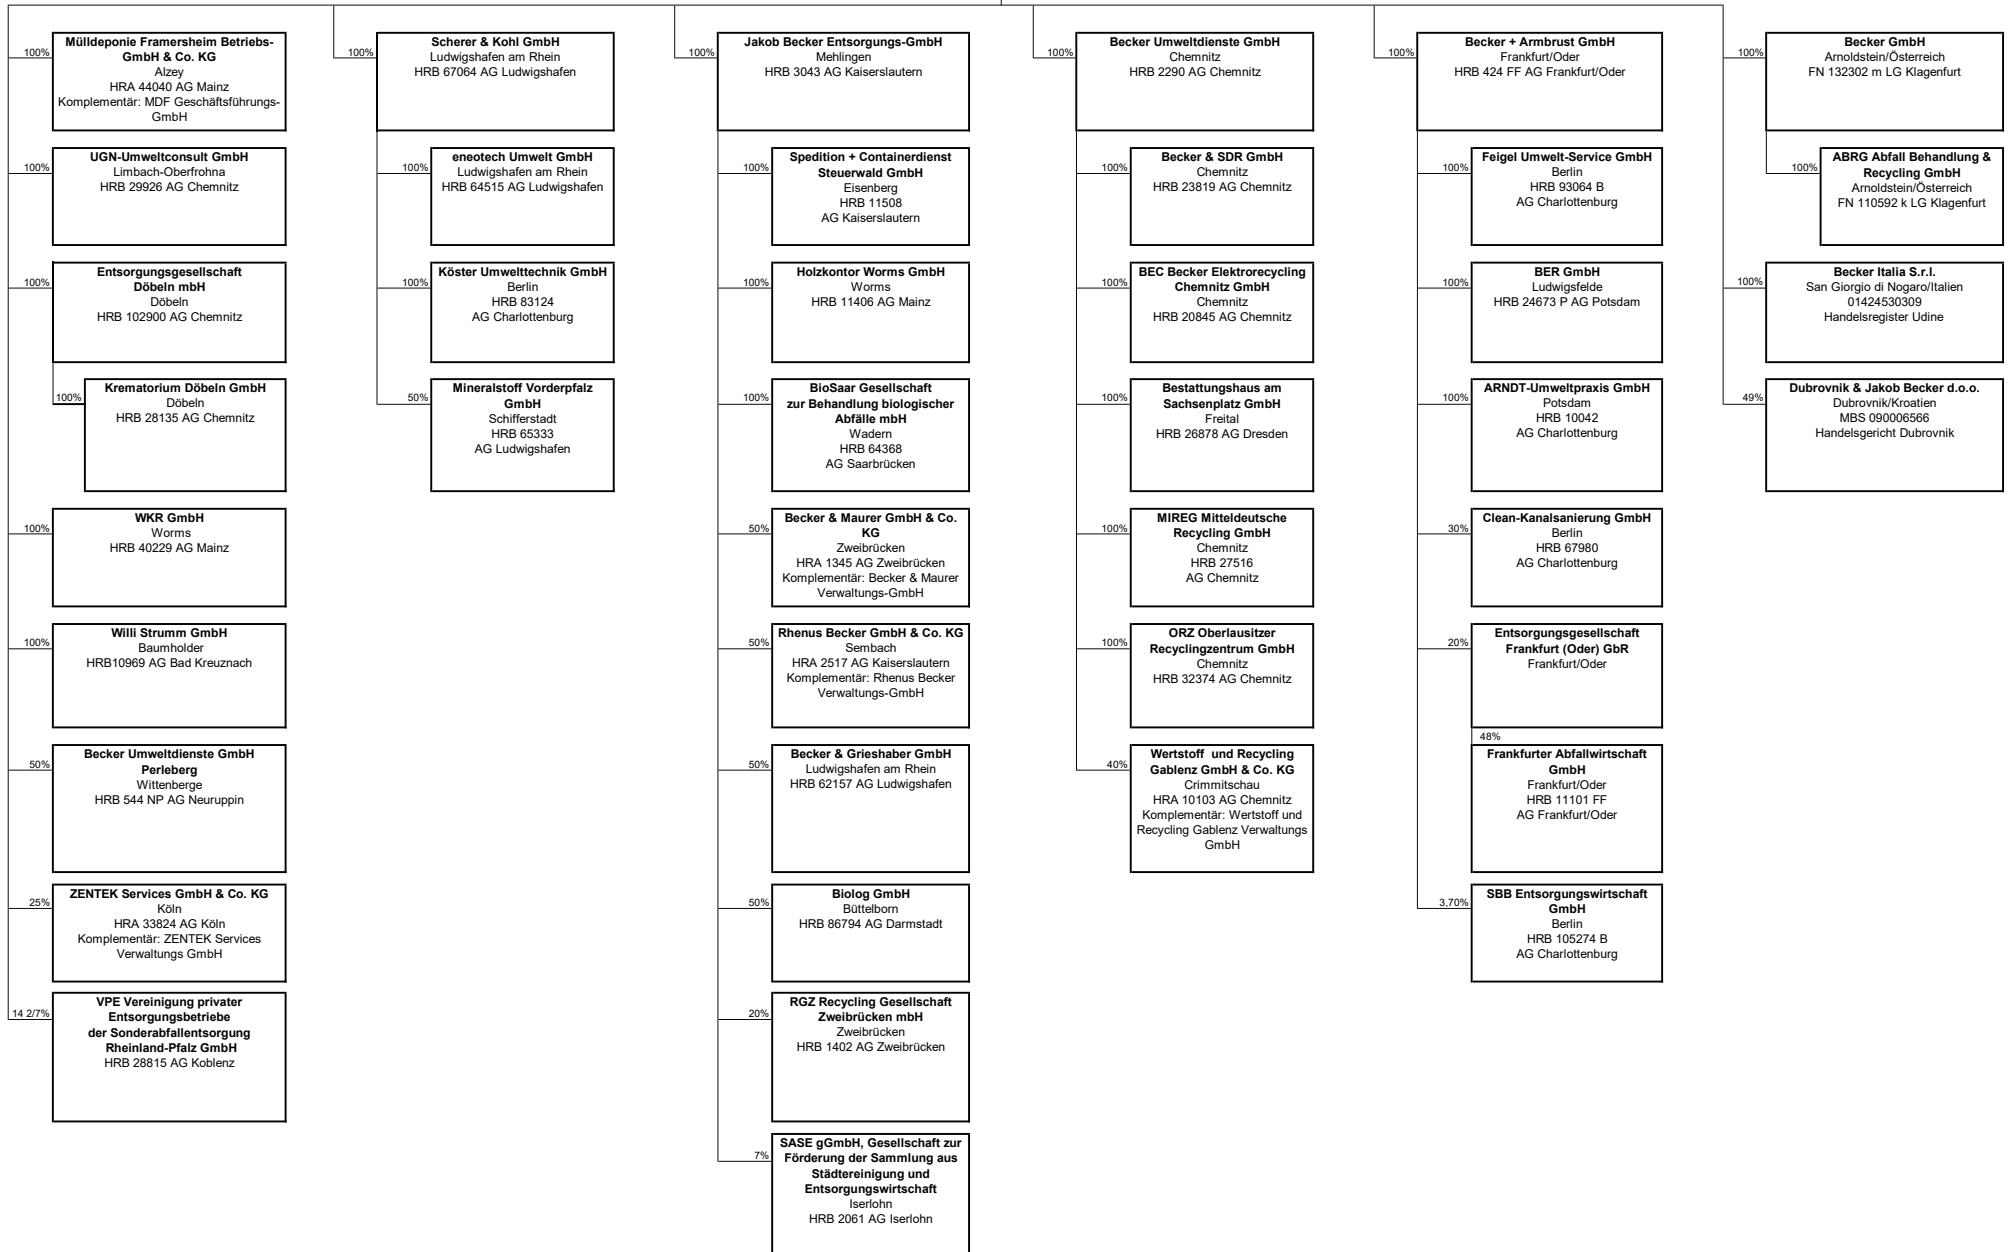 100%
Mülldeponie Framersheim Betriebs-
GmbH & Co. KG
Alzey
HRA 44040 AG Mainz
Komplementär: MDF Geschäftsführungs-
GmbH
100%
UGN-Umweltconsult GmbH
Limbach-Oberfrohna
HRB 29926 AG Chemnitz
100%
Entsorgungsgesellschaft
Döbeln mbH
Döbeln
HRB 102900 AG Chemnitz
100%
Krematorium Döbeln GmbH
Döbeln
HRB 28135 AG Chemnitz
100%
WKR GmbH
Worms
HRB 40229 AG Mainz
100%
Willi Strumm GmbH
Baumholder
HRB10969 AG Bad Kreuznach
50%
Becker Umweltdienste GmbH
Perleberg
Wittenberge
HRB 544 NP AG Neuruppin
25%
ZENTEK Services GmbH & Co. KG
Köln
HRA 33824 AG Köln
Komplementär: ZENTEK Services
Verwaltungs GmbH
14 2/7%
VPE Vereinigung privater
Entsorgungsbetriebe
der Sonderabfallentsorgung
Rheinland-Pfalz GmbH
HRB 28815 AG Koblenz
100%
Scherer & Kohl GmbH
Ludwigshafen am Rhein
HRB 67064 AG Ludwigshafen
100%
eneotech Umwelt GmbH
Ludwigshafen am Rhein
HRB 64515 AG Ludwigshafen
100%
Köster Umwelttechnik GmbH
Berlin
HRB 83124
AG Charlottenburg
50%
Mineralstoff Vorderpfalz
GmbH
Schifferstadt
HRB 65333
AG Ludwigshafen
100%
Jakob Becker Entsorgungs-GmbH
Mehlingen
HRB 3043 AG Kaiserslautern
100%
Spedition + Containerdienst
Steuerwald GmbH
Eisenberg
HRB 11508
AG Kaiserslautern
100%
Holzkontor Worms GmbH
Worms
HRB 11406 AG Mainz
100%
BioSaar Gesellschaft
zur Behandlung biologischer
Abfälle mbH
Wadern
HRB 64368
AG Saarbrücken
50%
Becker & Maurer GmbH & Co.
KG
Zweibrücken
HRA 1345 AG Zweibrücken
Komplementär: Becker & Maurer
Verwaltungs-GmbH
50%
Rhenus Becker GmbH & Co. KG
Sembach
HRA 2517 AG Kaiserslautern
Komplementär: Rhenus Becker
Verwaltungs-GmbH
50%
Becker & Grieshaber GmbH
Ludwigshafen am Rhein
HRB 62157 AG Ludwigshafen
50%
Biolog GmbH
Büttelborn
HRB 86794 AG Darmstadt
20%
RGZ Recycling Gesellschaft
Zweibrücken mbH
Zweibrücken
HRB 1402 AG Zweibrücken
7%
SASE gGmbH, Gesellschaft zur
Förderung der Sammlung aus
Städtereinigung und
Entsorgungswirtschaft
Iserlohn
HRB 2061 AG Iserlohn
100%
Becker Umweltdienste GmbH
Chemnitz
HRB 2290 AG Chemnitz
100%
Becker & SDR GmbH
Chemnitz
HRB 23819 AG Chemnitz
100%
BEC Becker Elektrorecycling
Chemnitz GmbH
Chemnitz
HRB 20845 AG Chemnitz
100%
Bestattungshaus am
Sachsenplatz GmbH
Freital
HRB 26878 AG Dresden
100%
MIREG Mitteldeutsche
Recycling GmbH
Chemnitz
HRB 27516
AG Chemnitz
100%
ORZ Oberlausitzer
Recyclingzentrum GmbH
Chemnitz
HRB 32374 AG Chemnitz
40%
Wertstoff und Recycling
Gablenz GmbH & Co. KG
Crimmitschau
HRA 10103 AG Chemnitz
Komplementär: Wertstoff und
Recycling Gablenz Verwaltungs
GmbH
100%
Becker + Armbrust GmbH
Frankfurt/Oder
HRB 424 FF AG Frankfurt/Oder
100%
Feigel Umwelt-Service GmbH
Berlin
HRB 93064 B
AG Charlottenburg
100%
BER GmbH
Ludwigsfelde
HRB 24673 P AG Potsdam
100%
ARNDT-Umweltpraxis GmbH
Potsdam
HRB 10042
AG Charlottenburg
30%
Clean-Kanalsanierung GmbH
Berlin
HRB 67980
AG Charlottenburg
20%
Entsorgungsgesellschaft
Frankfurt (Oder) GbR
Frankfurt/Oder
48%
Frankfurter Abfallwirtschaft
GmbH
Frankfurt/Oder
HRB 11101 FF
AG Frankfurt/Oder
3,70%
SBB Entsorgungswirtschaft
GmbH
Berlin
HRB 105274 B
AG Charlottenburg
100%
Becker GmbH
Arnoldstein/Österreich
FN 132302 m LG Klagenfurt
100%
ABRG Abfall Behandlung &
Recycling GmbH
Arnoldstein/Österreich
FN 110592 k LG Klagenfurt
100%
Becker Italia S.r.l.
San Giorgio di Nogaro/Italien
01424530309
Handelsregister Udine
49%
Dubrovnik & Jakob Becker d.o.o.
Dubrovnik/Kroatien
MBS 090006566
Handelsgericht Dubrovnik